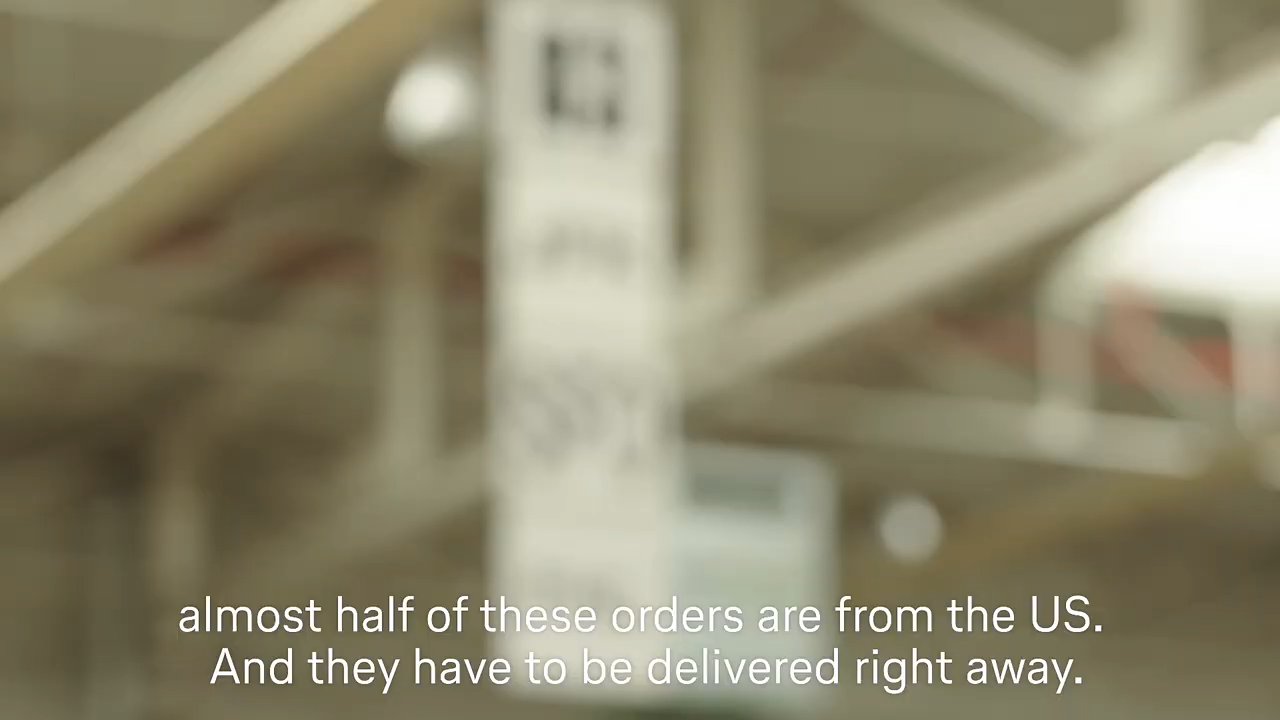 almost half of these orders are from the US.
And they have to be delivered right away.